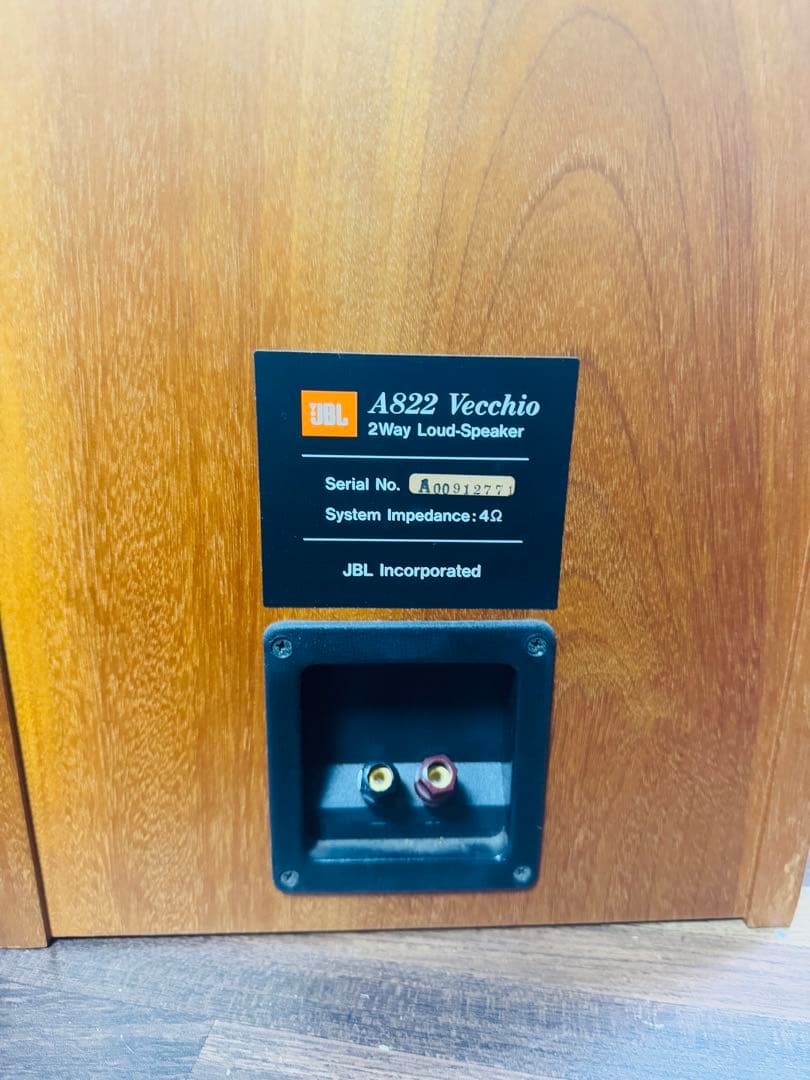 JBL
A822 Vecchio
2Way Loud-Speaker
Serial No. A00912771
System Impedance:4Ω
JBL Incorporated